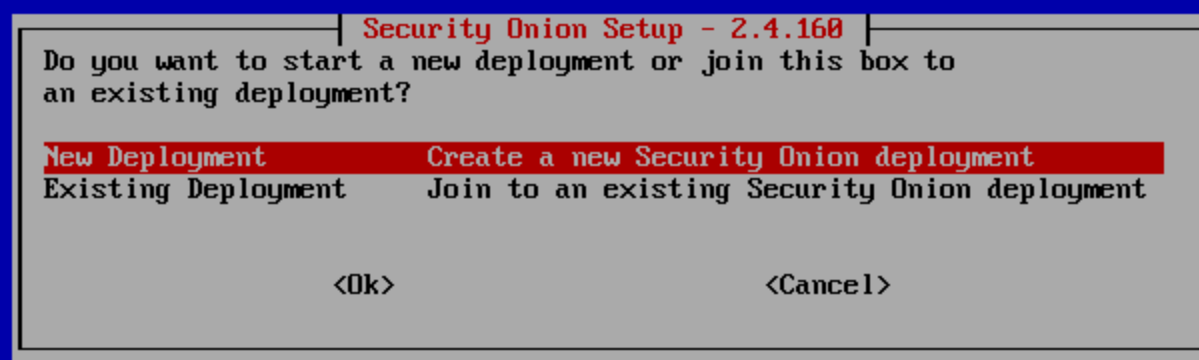 Security Onion Setup - 2.4.160
Do you want to start a new deployment or join this box to
an existing deployment?
New Deployment Create a new Security Onion deployment
Existing Deployment Join to an existing Security Onion deployment
<Ok> <Cancel>